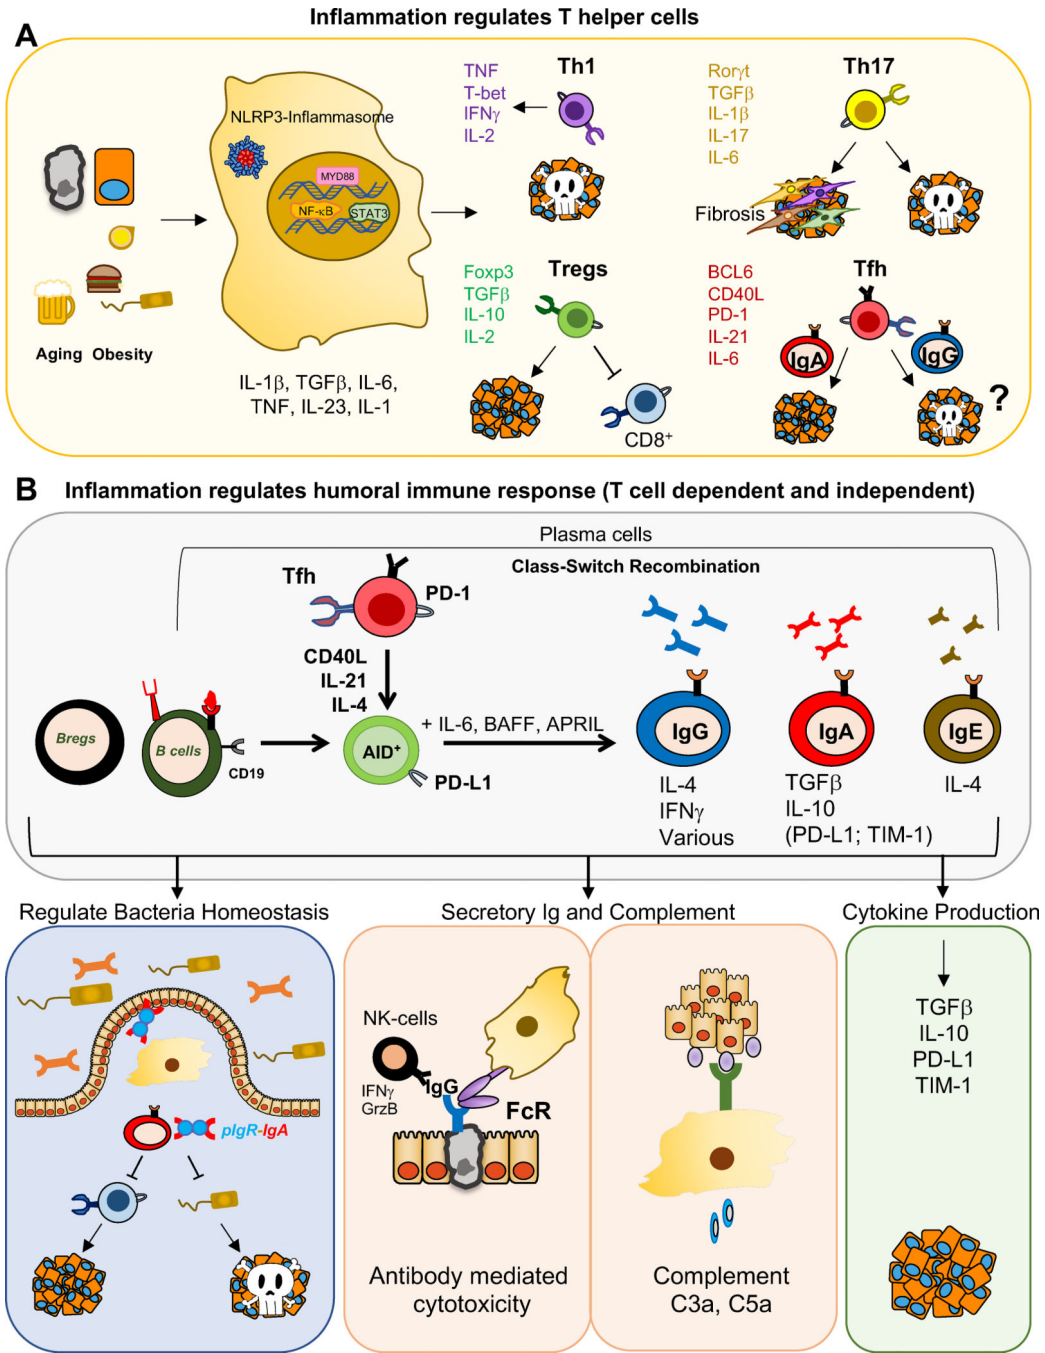 Inflammation regulates T helper cells
A
NLRP3-Inflammasome
MYD88
NF-κB
STAT3
Aging Obesity
IL-1β, TGFβ, IL-6,
TNF, IL-23, IL-1
TNF
T-bet
IFNγ
IL-2
Th1
Rorγt
TGFβ
IL-1β
IL-17
IL-6
Th17
Fibrosis
Foxp3
TGFβ
IL-10
IL-2
Tregs
CD8+
BCL6
CD40L
PD-1
IL-21
IL-6
Tfh
IgA
IgG
?
B
Inflammation regulates humoral immune response (T cell dependent and independent)
Plasma cells
Class-Switch Recombination
Tfh
PD-1
CD40L
IL-21
IL-4
Bregs
B cells
CD19
AID+
PD-L1
+ IL-6, BAFF, APRIL
IgG
IL-4
IFNγ
Various
IgA
TGFβ
IL-10
(PD-L1; TIM-1)
IgE
IL-4
Regulate Bacteria Homeostasis
pIgR-IgA
Secretory Ig and Complement
NK-cells
IFNγ
GrzB
IgG
FcR
Antibody mediated
cytotoxicity
Complement
C3a, C5a
Cytokine Production
TGFβ
IL-10
PD-L1
TIM-1